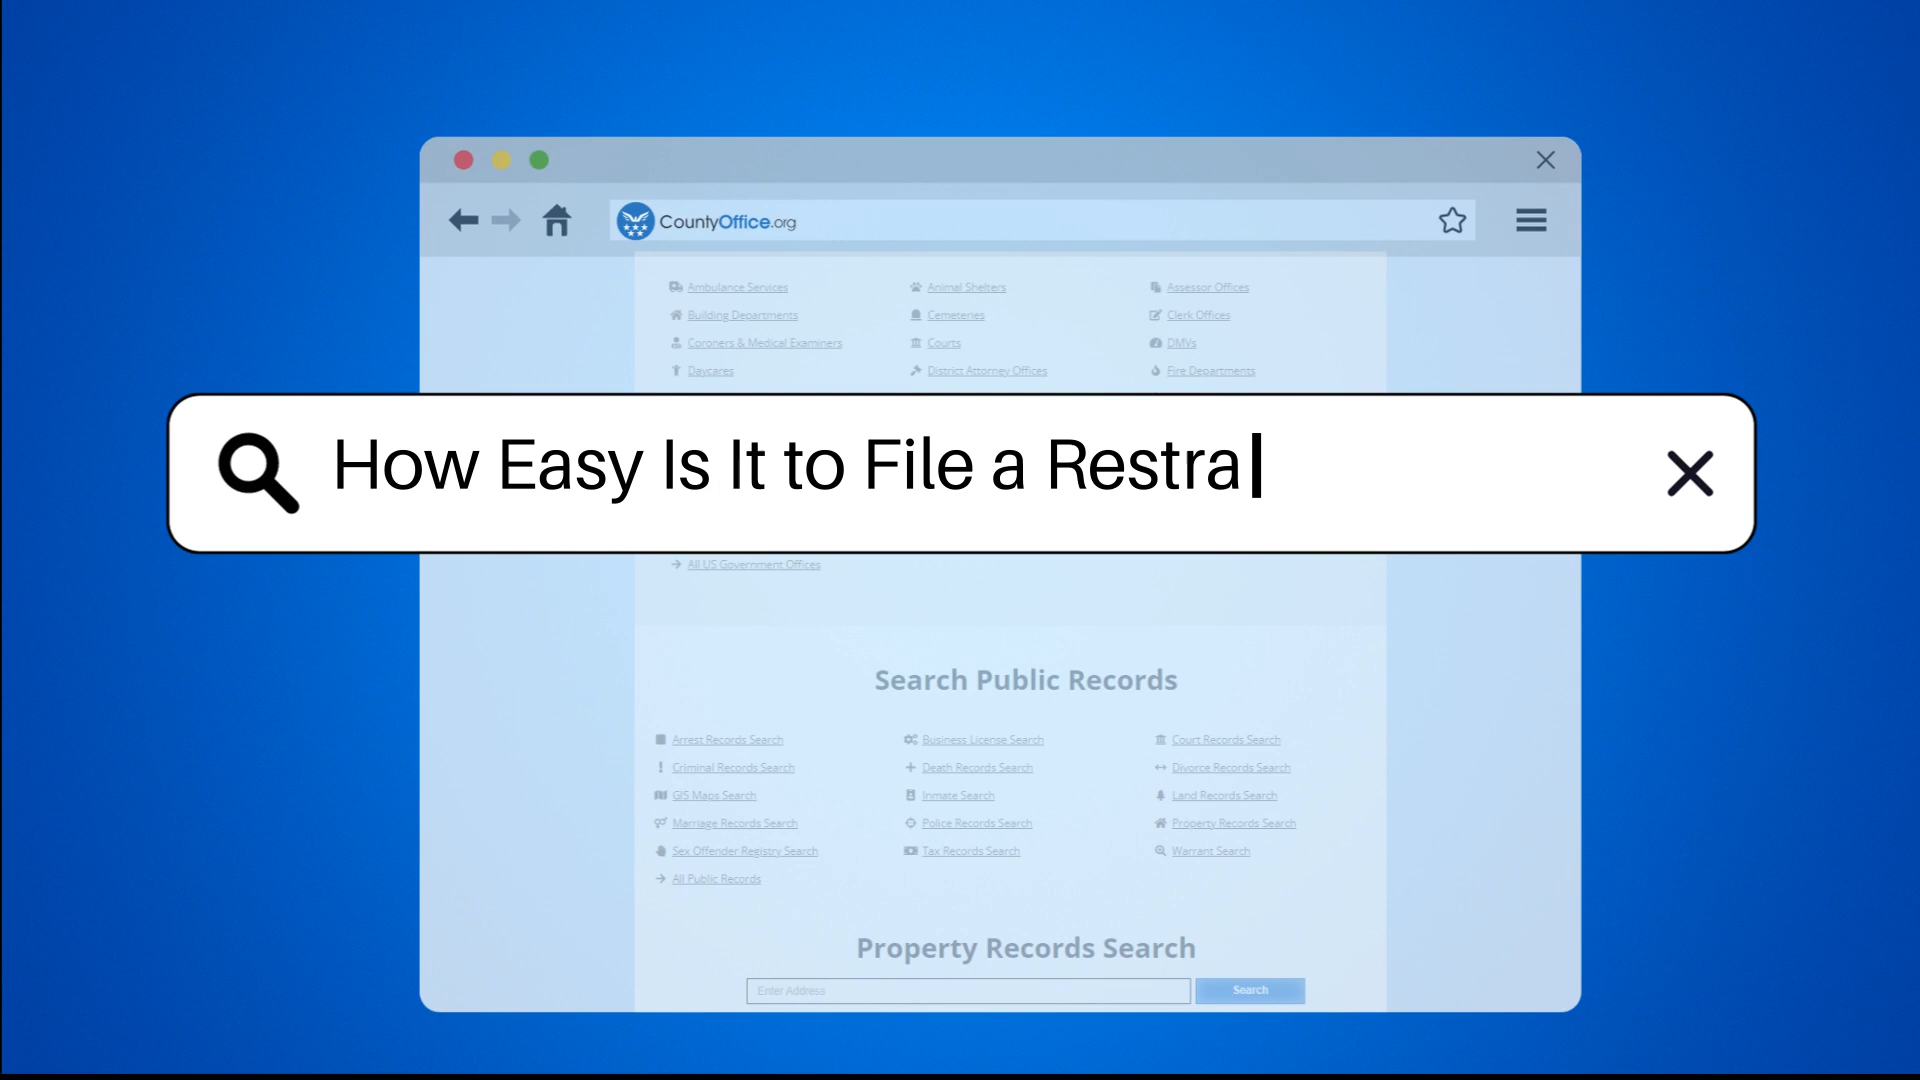 CountyOffice.org
Ambulance Services Animal Shelters Assessor Offices
Building Departments Cemeteries Clerk Offices
Coroners & Medical Examiners Courts DMVs
Daycares District Attorney Offices Fire Departments
How Easy Is It to File a Restra
All US Government Offices
Search Public Records
Arrest Records Search Business License Search Court Records Search
Criminal Records Search Death Records Search Divorce Records Search
GIS Maps Search Inmate Search Land Records Search
Marriage Records Search Police Records Search Property Records Search
Sex Offender Registry Search Tax Records Search Warrant Search
All Public Records
Property Records Search
Enter Address Search